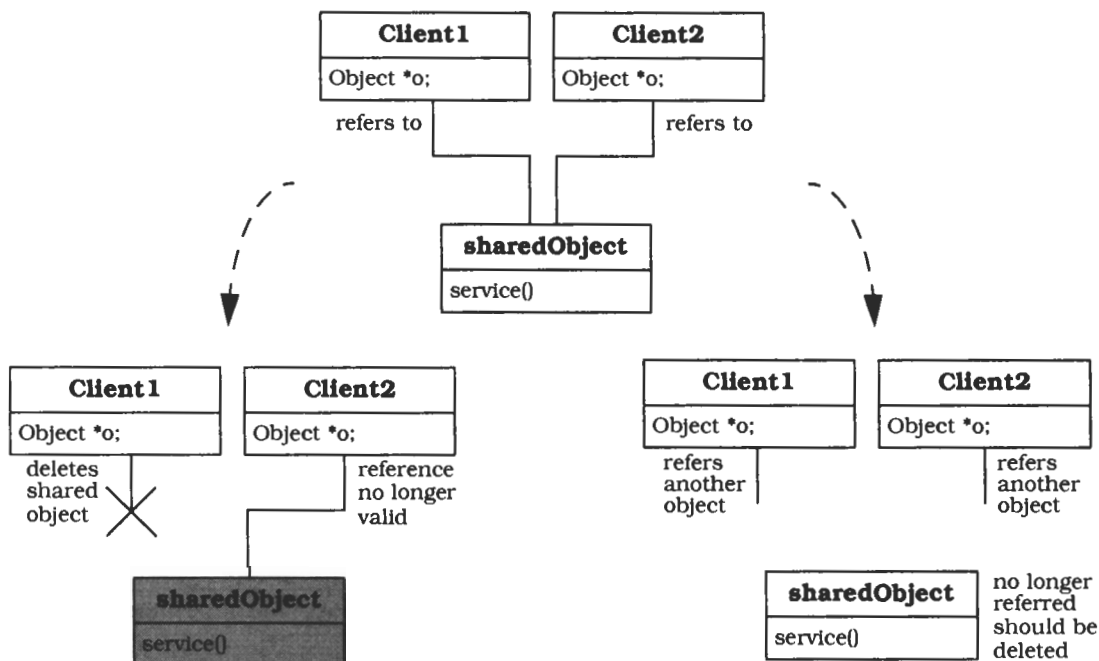 Client1
Object *o;
refers to
Client2
Object *o;
refers to
sharedObject
service()
Client1
Object *o;
deletes
shared
object
Client2
Object *o;
reference
no longer
valid
sharedObject
service()
Client1
Object *o;
refers
another
object
Client2
Object *o;
refers
another
object
sharedObject
service()
no longer
referred
should be
deleted